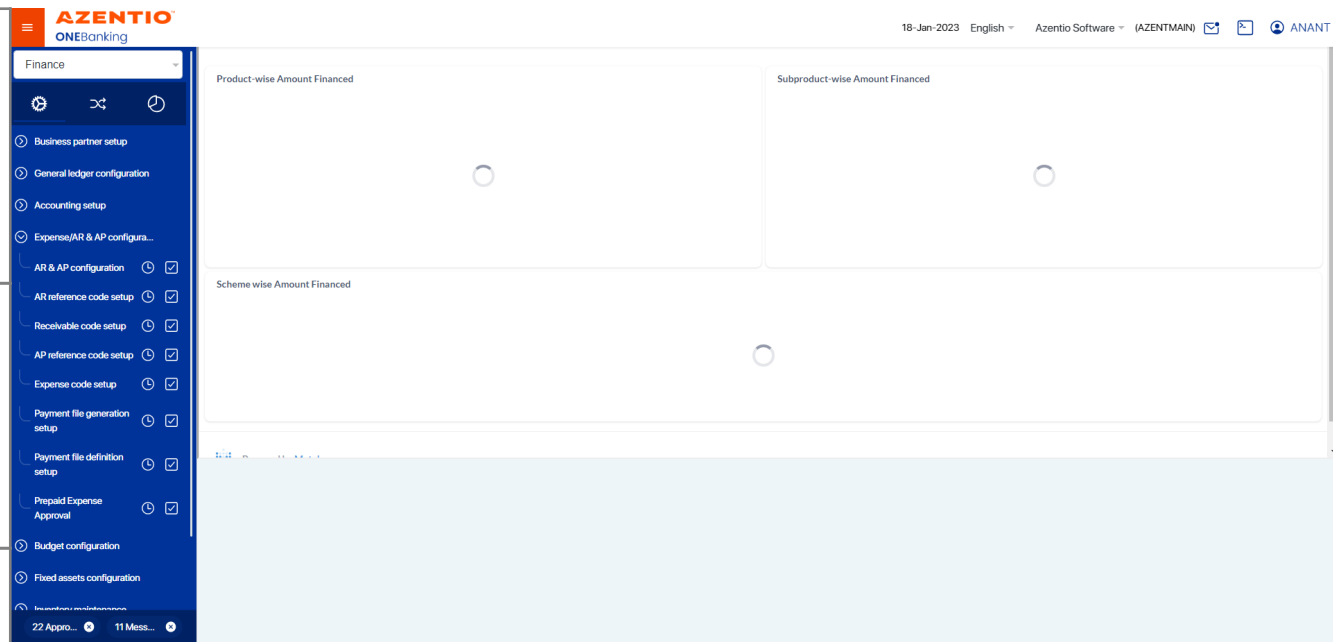 AZENTIO
ONEBanking
18-Jan-2023 English Azentio Software (AZENTMAIN) ANANT
Finance
Product-wise Amount Financed
Subproduct-wise Amount Financed
Business partner setup
General ledger configuration
Accounting setup
Expense/AR & AP configura...
AR & AP configuration
Scheme wise Amount Financed
AR reference code setup
Receivable code setup
AP reference code setup
Expense code setup
Payment file generation
setup
Payment file definition
setup
Prepaid Expense
Approval
Budget configuration
Fixed assets configuration
Inventory maintenance
22 Appro... 11 Mess...